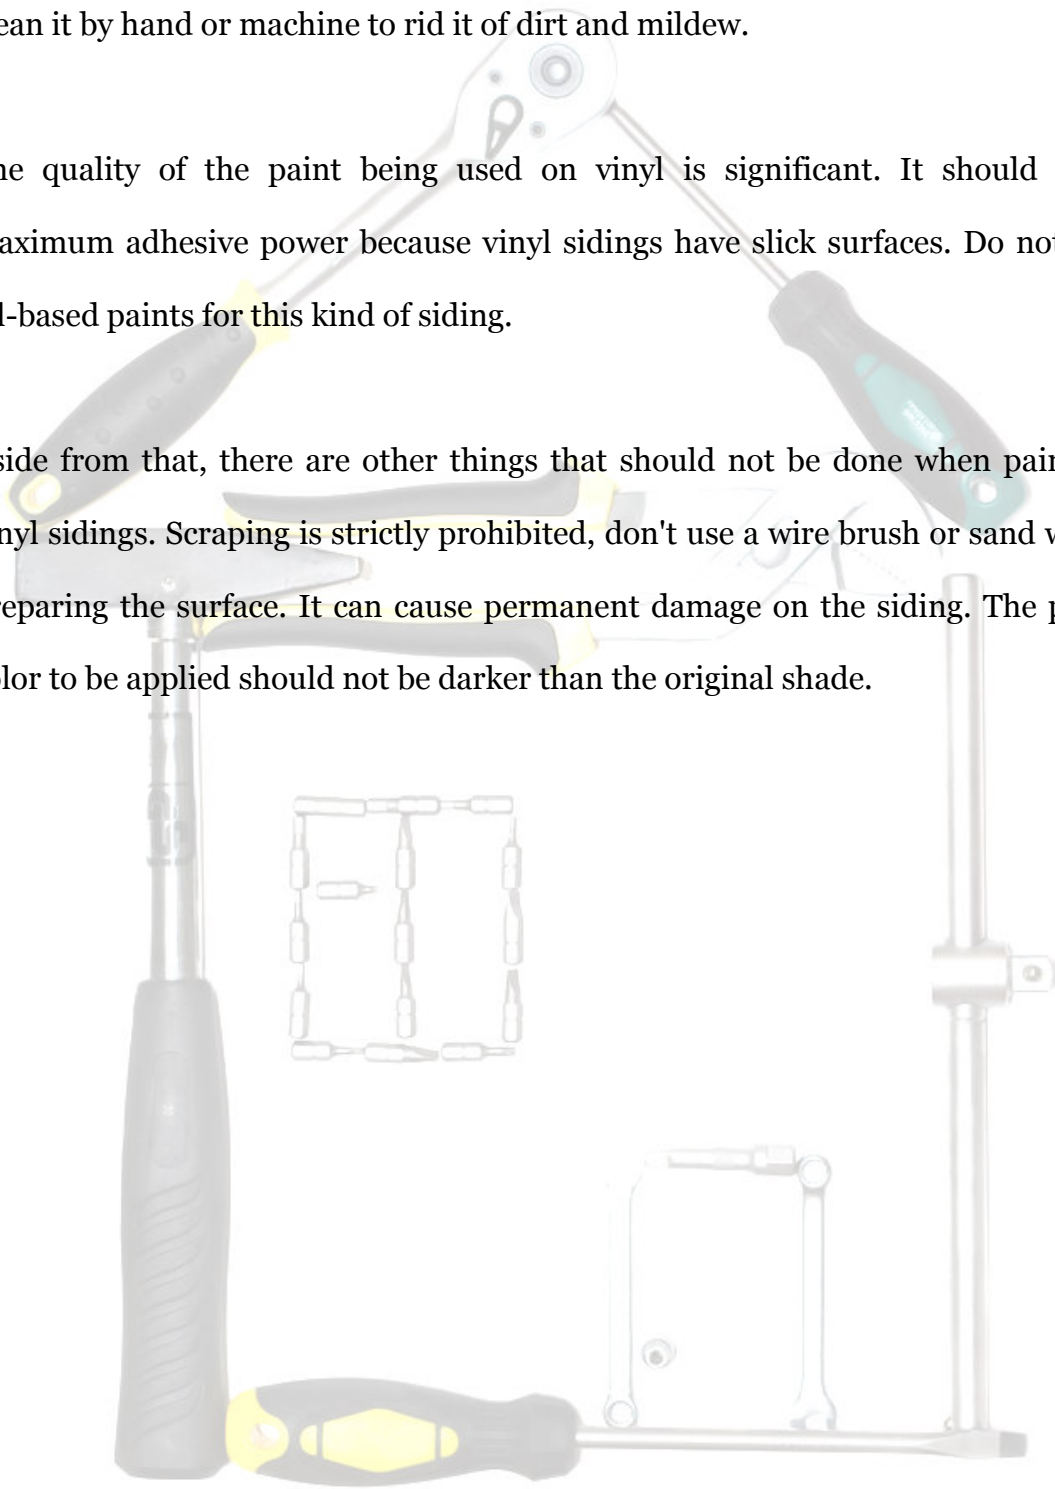 ean it by hand or machine to rid it of dirt and mildew.
he quality of the paint being used on vinyl is significant. It should
aximum adhesive power because vinyl sidings have slick surfaces. Do not
l-based paints for this kind of siding.
side from that, there are other things that should not be done when pain
nyl sidings. Scraping is strictly prohibited, don't use a wire brush or sand w
reparing the surface. It can cause permanent damage on the siding. The p
olor to be applied should not be darker than the original shade.